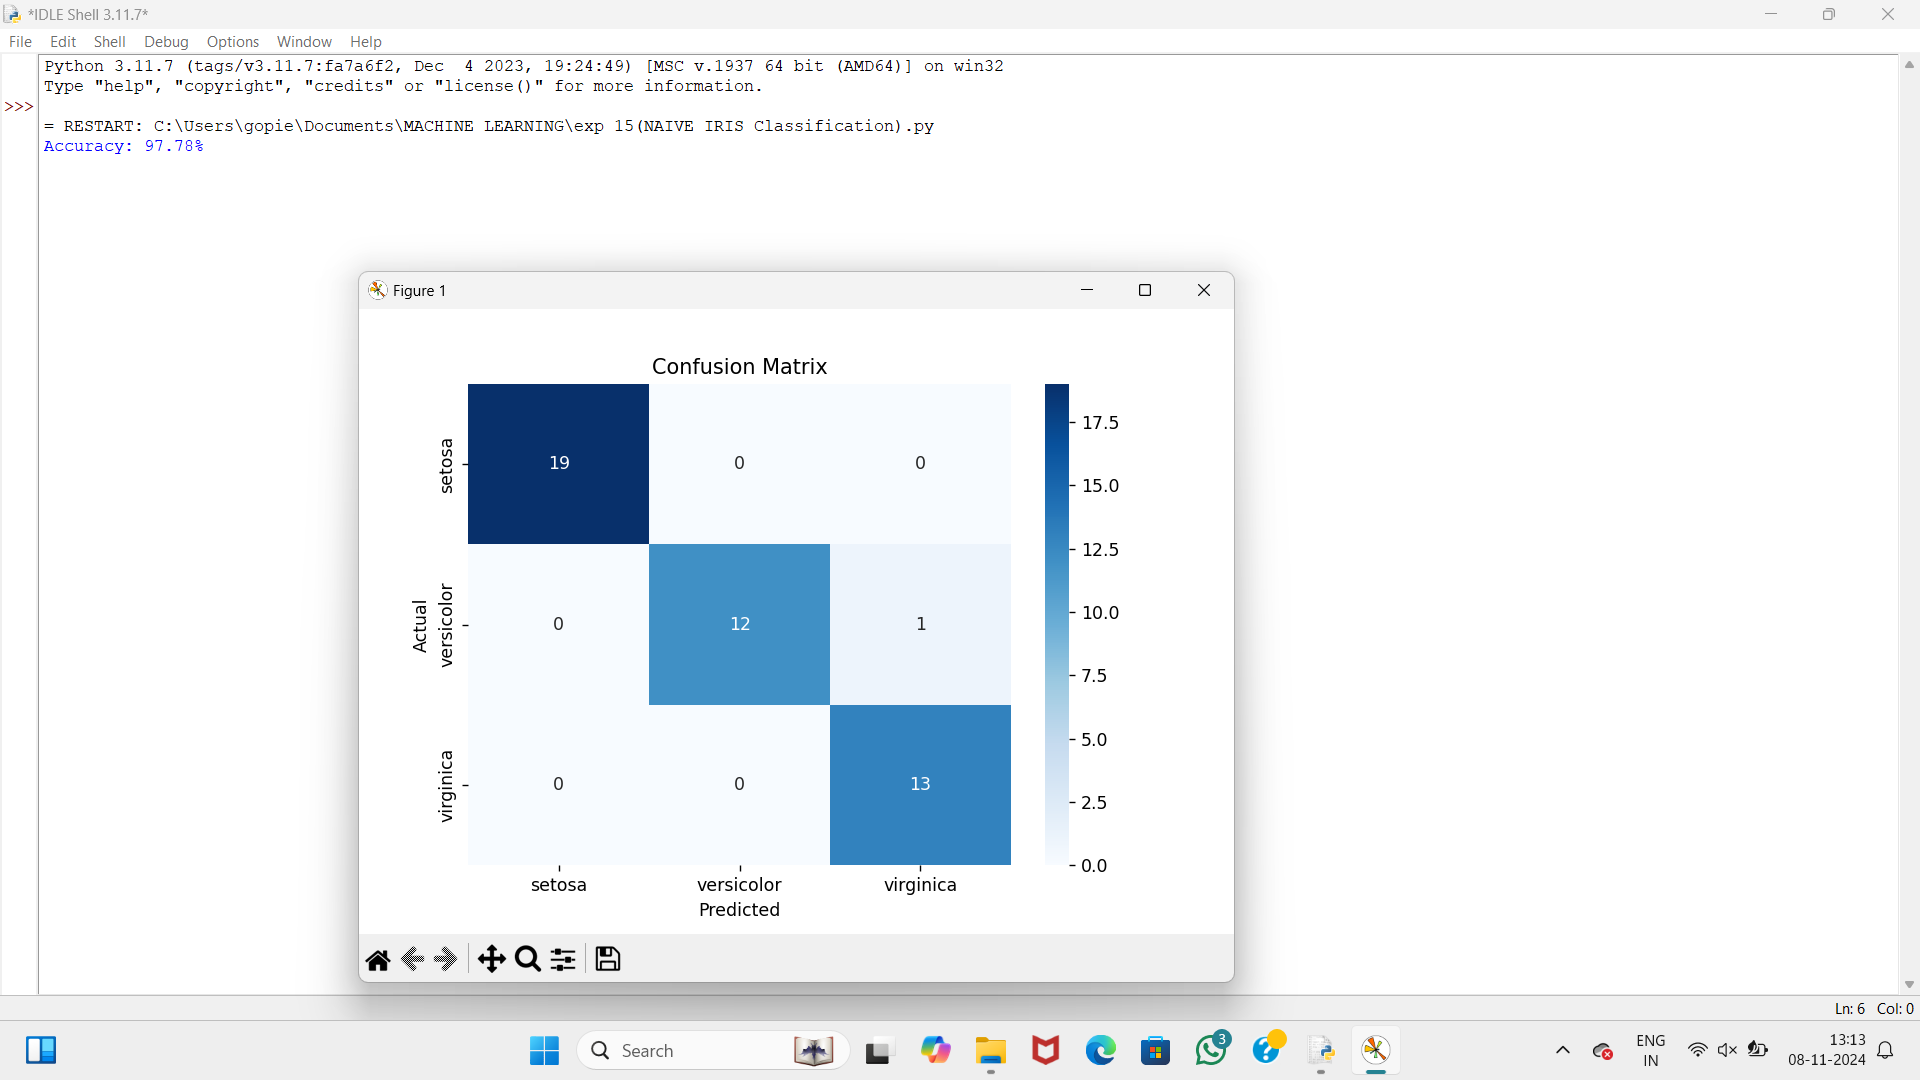 *IDLE Shell 3.11.7*
File Edit Shell Debug Options Window Help
Python 3.11.7 (tags/v3.11.7:fa7a6f2, Dec  4 2023, 19:24:49) [MSC v.1937 64 bit (AMD64)] on win32
Type "help", "copyright", "credits" or "license()" for more information.
>>>
= RESTART: C:\Users\gopie\Documents\MACHINE LEARNING\exp 15(NAIVE IRIS Classification).py
Accuracy: 97.78%
Figure 1
Confusion Matrix
17.5
setosa 19 0 0
15.0
12.5
Actual
versicolor 0 12 1
10.0
7.5
5.0
virginica 0 0 13
2.5
0.0
setosa versicolor virginica
Predicted
Ln: 6 Col: 0
Search
3
ENG
IN
13:13
08-11-2024